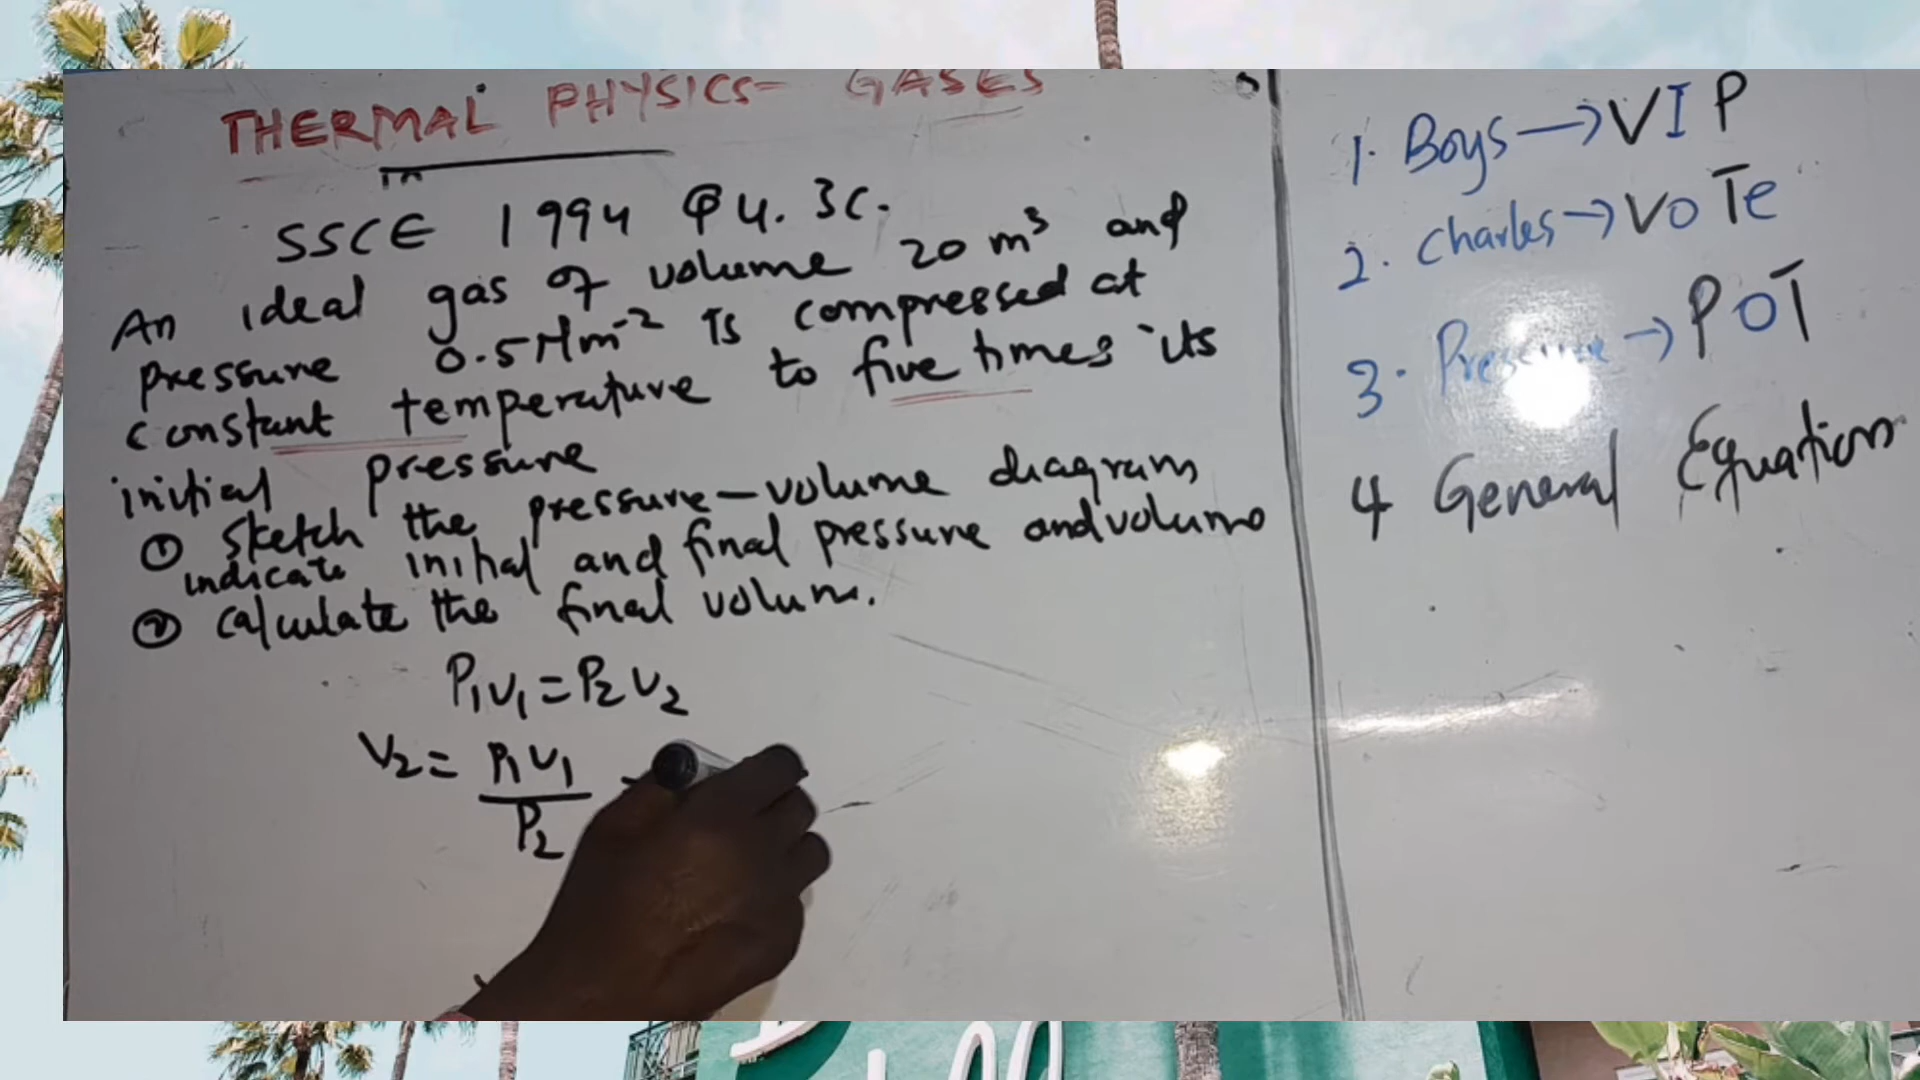 THERMAL PHYSICS- GASES
SSCE 1994 Q4. 3C.
An ideal gas of volume 20 m³ and
pressure 0.5 Nm⁻² is compressed at
constant temperature to five times its
initial pressure
① sketch the pressure-volume diagram,
indicate initial and final pressure and volume
② calculate the final volume.
P₁V₁ = P₂V₂
V₂ = P₁V₁
P₂
1. Boys → VIP
2. Charles → VOTe
3. Pressure → POT
4 General Equation